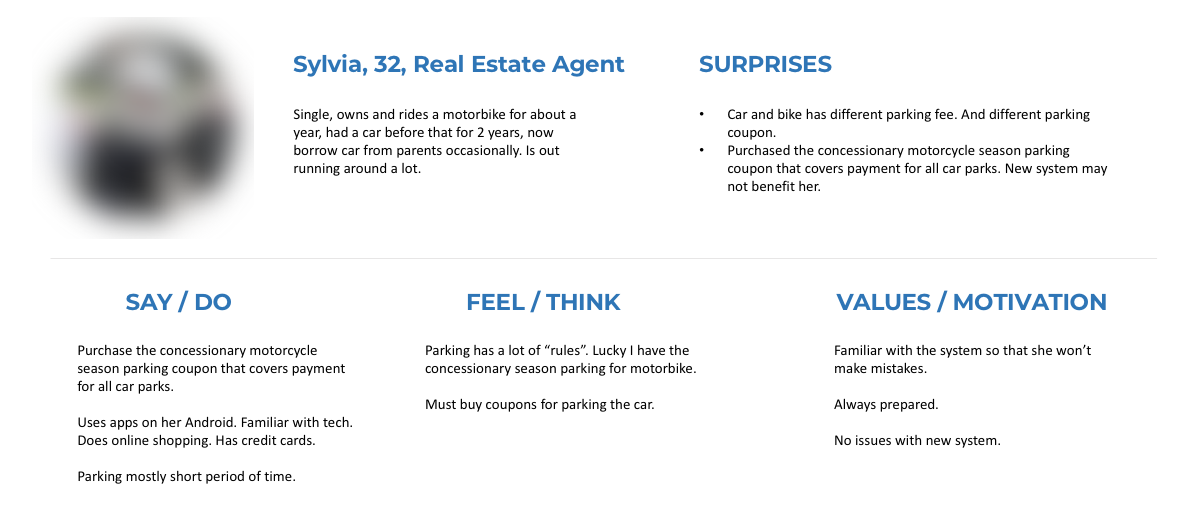 Sylvia, 32, Real Estate Agent
Single, owns and rides a motorbike for about a
year, had a car before that for 2 years, now
borrow car from parents occasionally. Is out
running around a lot.
SURPRISES
• Car and bike has different parking fee. And different parking
coupon.
• Purchased the concessionary motorcycle season parking
coupon that covers payment for all car parks. New system may
not benefit her.
SAY / DO
Purchase the concessionary motorcycle
season parking coupon that covers payment
for all car parks.
Uses apps on her Android. Familiar with tech.
Does online shopping. Has credit cards.
Parking mostly short period of time.
FEEL / THINK
Parking has a lot of “rules”. Lucky I have the
concessionary season parking for motorbike.
Must buy coupons for parking the car.
VALUES / MOTIVATION
Familiar with the system so that she won’t
make mistakes.
Always prepared.
No issues with new system.